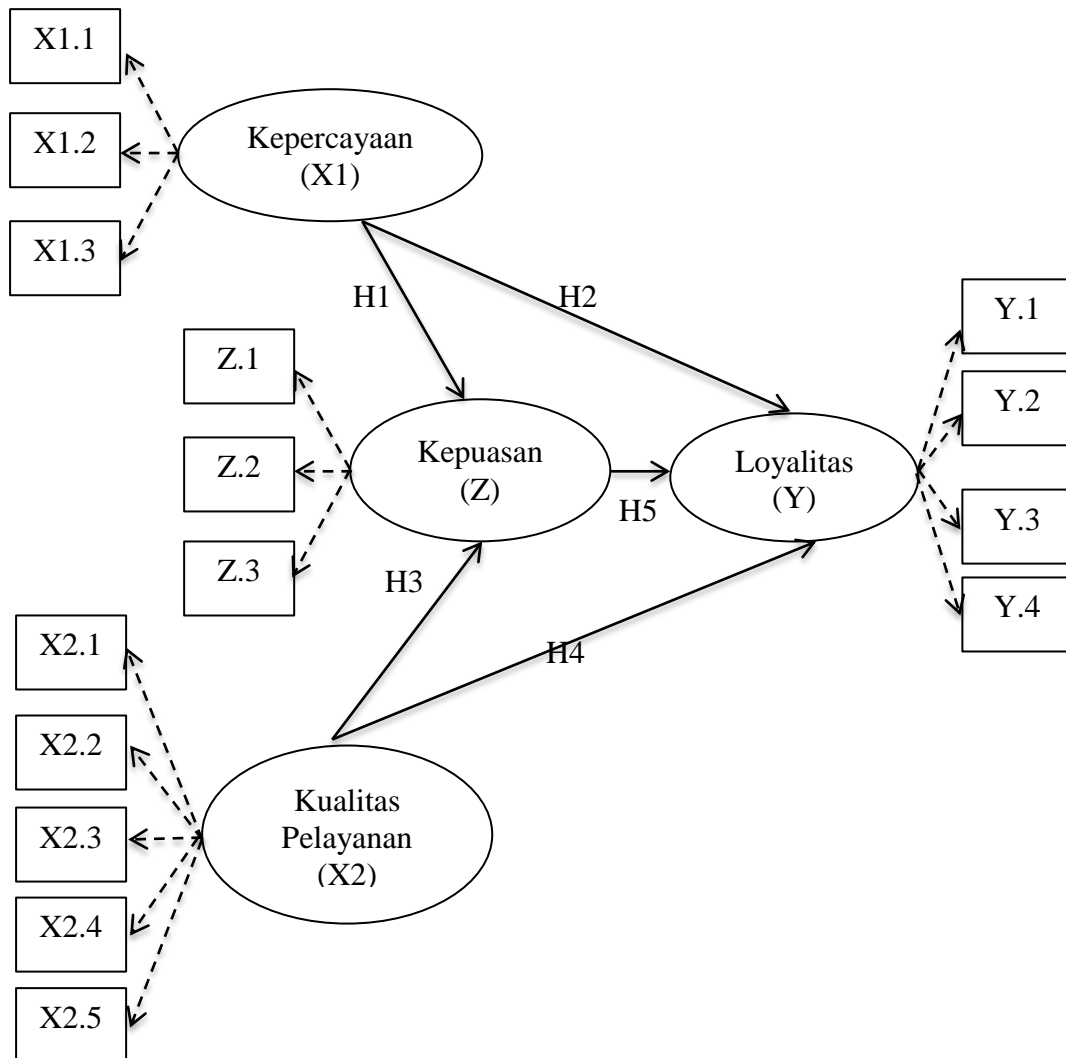 X1.1
X1.2
X1.3
Kepercayaan
(X1)
H1
H2
Z.1
Z.2
Z.3
Kepuasan
(Z)
H5
Loyalitas
(Y)
Y.1
Y.2
Y.3
Y.4
H3
H4
X2.1
X2.2
X2.3
X2.4
X2.5
Kualitas
Pelayanan
(X2)